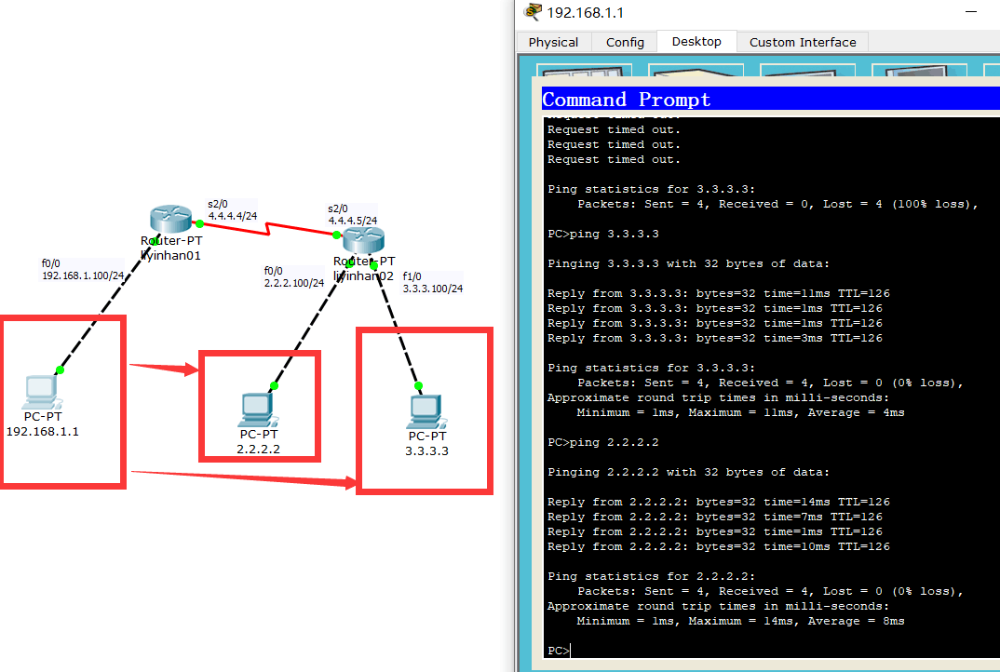 s2/0
4.4.4.4/24
s2/0
4.4.4.5/24
Router-PT
liyinhan01
Router-PT
liyinhan02
f0/0
192.168.1.100/24
f0/0
2.2.2.100/24
f1/0
3.3.3.100/24
PC-PT
192.168.1.1
PC-PT
2.2.2.2
PC-PT
3.3.3.3
192.168.1.1
Physical Config Desktop Custom Interface
Command Prompt
Request timed out.
Request timed out.
Request timed out.
Request timed out.
Ping statistics for 3.3.3.3:
Packets: Sent = 4, Received = 0, Lost = 4 (100% loss),
PC>ping 3.3.3.3
Pinging 3.3.3.3 with 32 bytes of data:
Reply from 3.3.3.3: bytes=32 time=11ms TTL=126
Reply from 3.3.3.3: bytes=32 time=1ms TTL=126
Reply from 3.3.3.3: bytes=32 time=1ms TTL=126
Reply from 3.3.3.3: bytes=32 time=3ms TTL=126
Ping statistics for 3.3.3.3:
Packets: Sent = 4, Received = 4, Lost = 0 (0% loss),
Approximate round trip times in milli-seconds:
Minimum = 1ms, Maximum = 11ms, Average = 4ms
PC>ping 2.2.2.2
Pinging 2.2.2.2 with 32 bytes of data:
Reply from 2.2.2.2: bytes=32 time=14ms TTL=126
Reply from 2.2.2.2: bytes=32 time=7ms TTL=126
Reply from 2.2.2.2: bytes=32 time=1ms TTL=126
Reply from 2.2.2.2: bytes=32 time=10ms TTL=126
Ping statistics for 2.2.2.2:
Packets: Sent = 4, Received = 4, Lost = 0 (0% loss),
Approximate round trip times in milli-seconds:
Minimum = 1ms, Maximum = 14ms, Average = 8ms
PC>